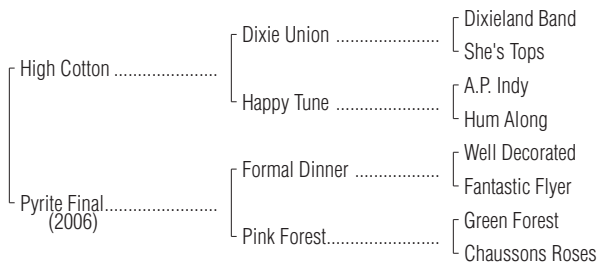 Dixieland Band
Dixie Union .....................
She's Tops
High Cotton .....................
A.P. Indy
Happy Tune .....................
Hum Along
Well Decorated
Formal Dinner .................
Fantastic Flyer
Pyrite Final.......................
(2006)
Green Forest
Pink Forest.......................
Chaussons Roses